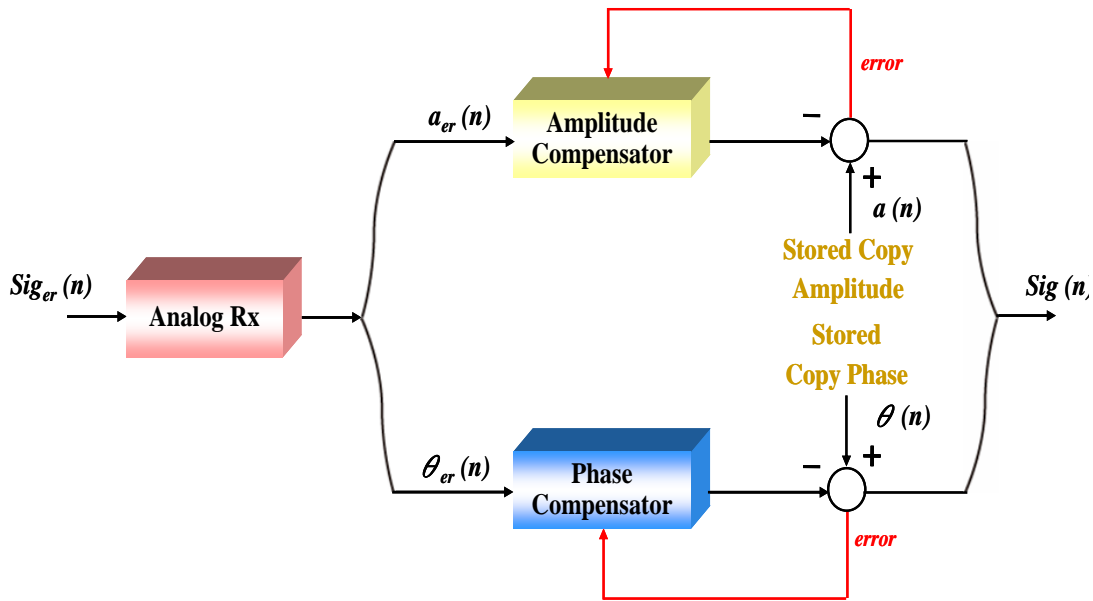 error
a_er (n)
Amplitude
Compensator
−
+
a (n)
Stored Copy
Amplitude
Sig_er (n)
Analog Rx
Sig (n)
Stored
Copy Phase
θ (n)
θ_er (n)
Phase
Compensator
−
+
error